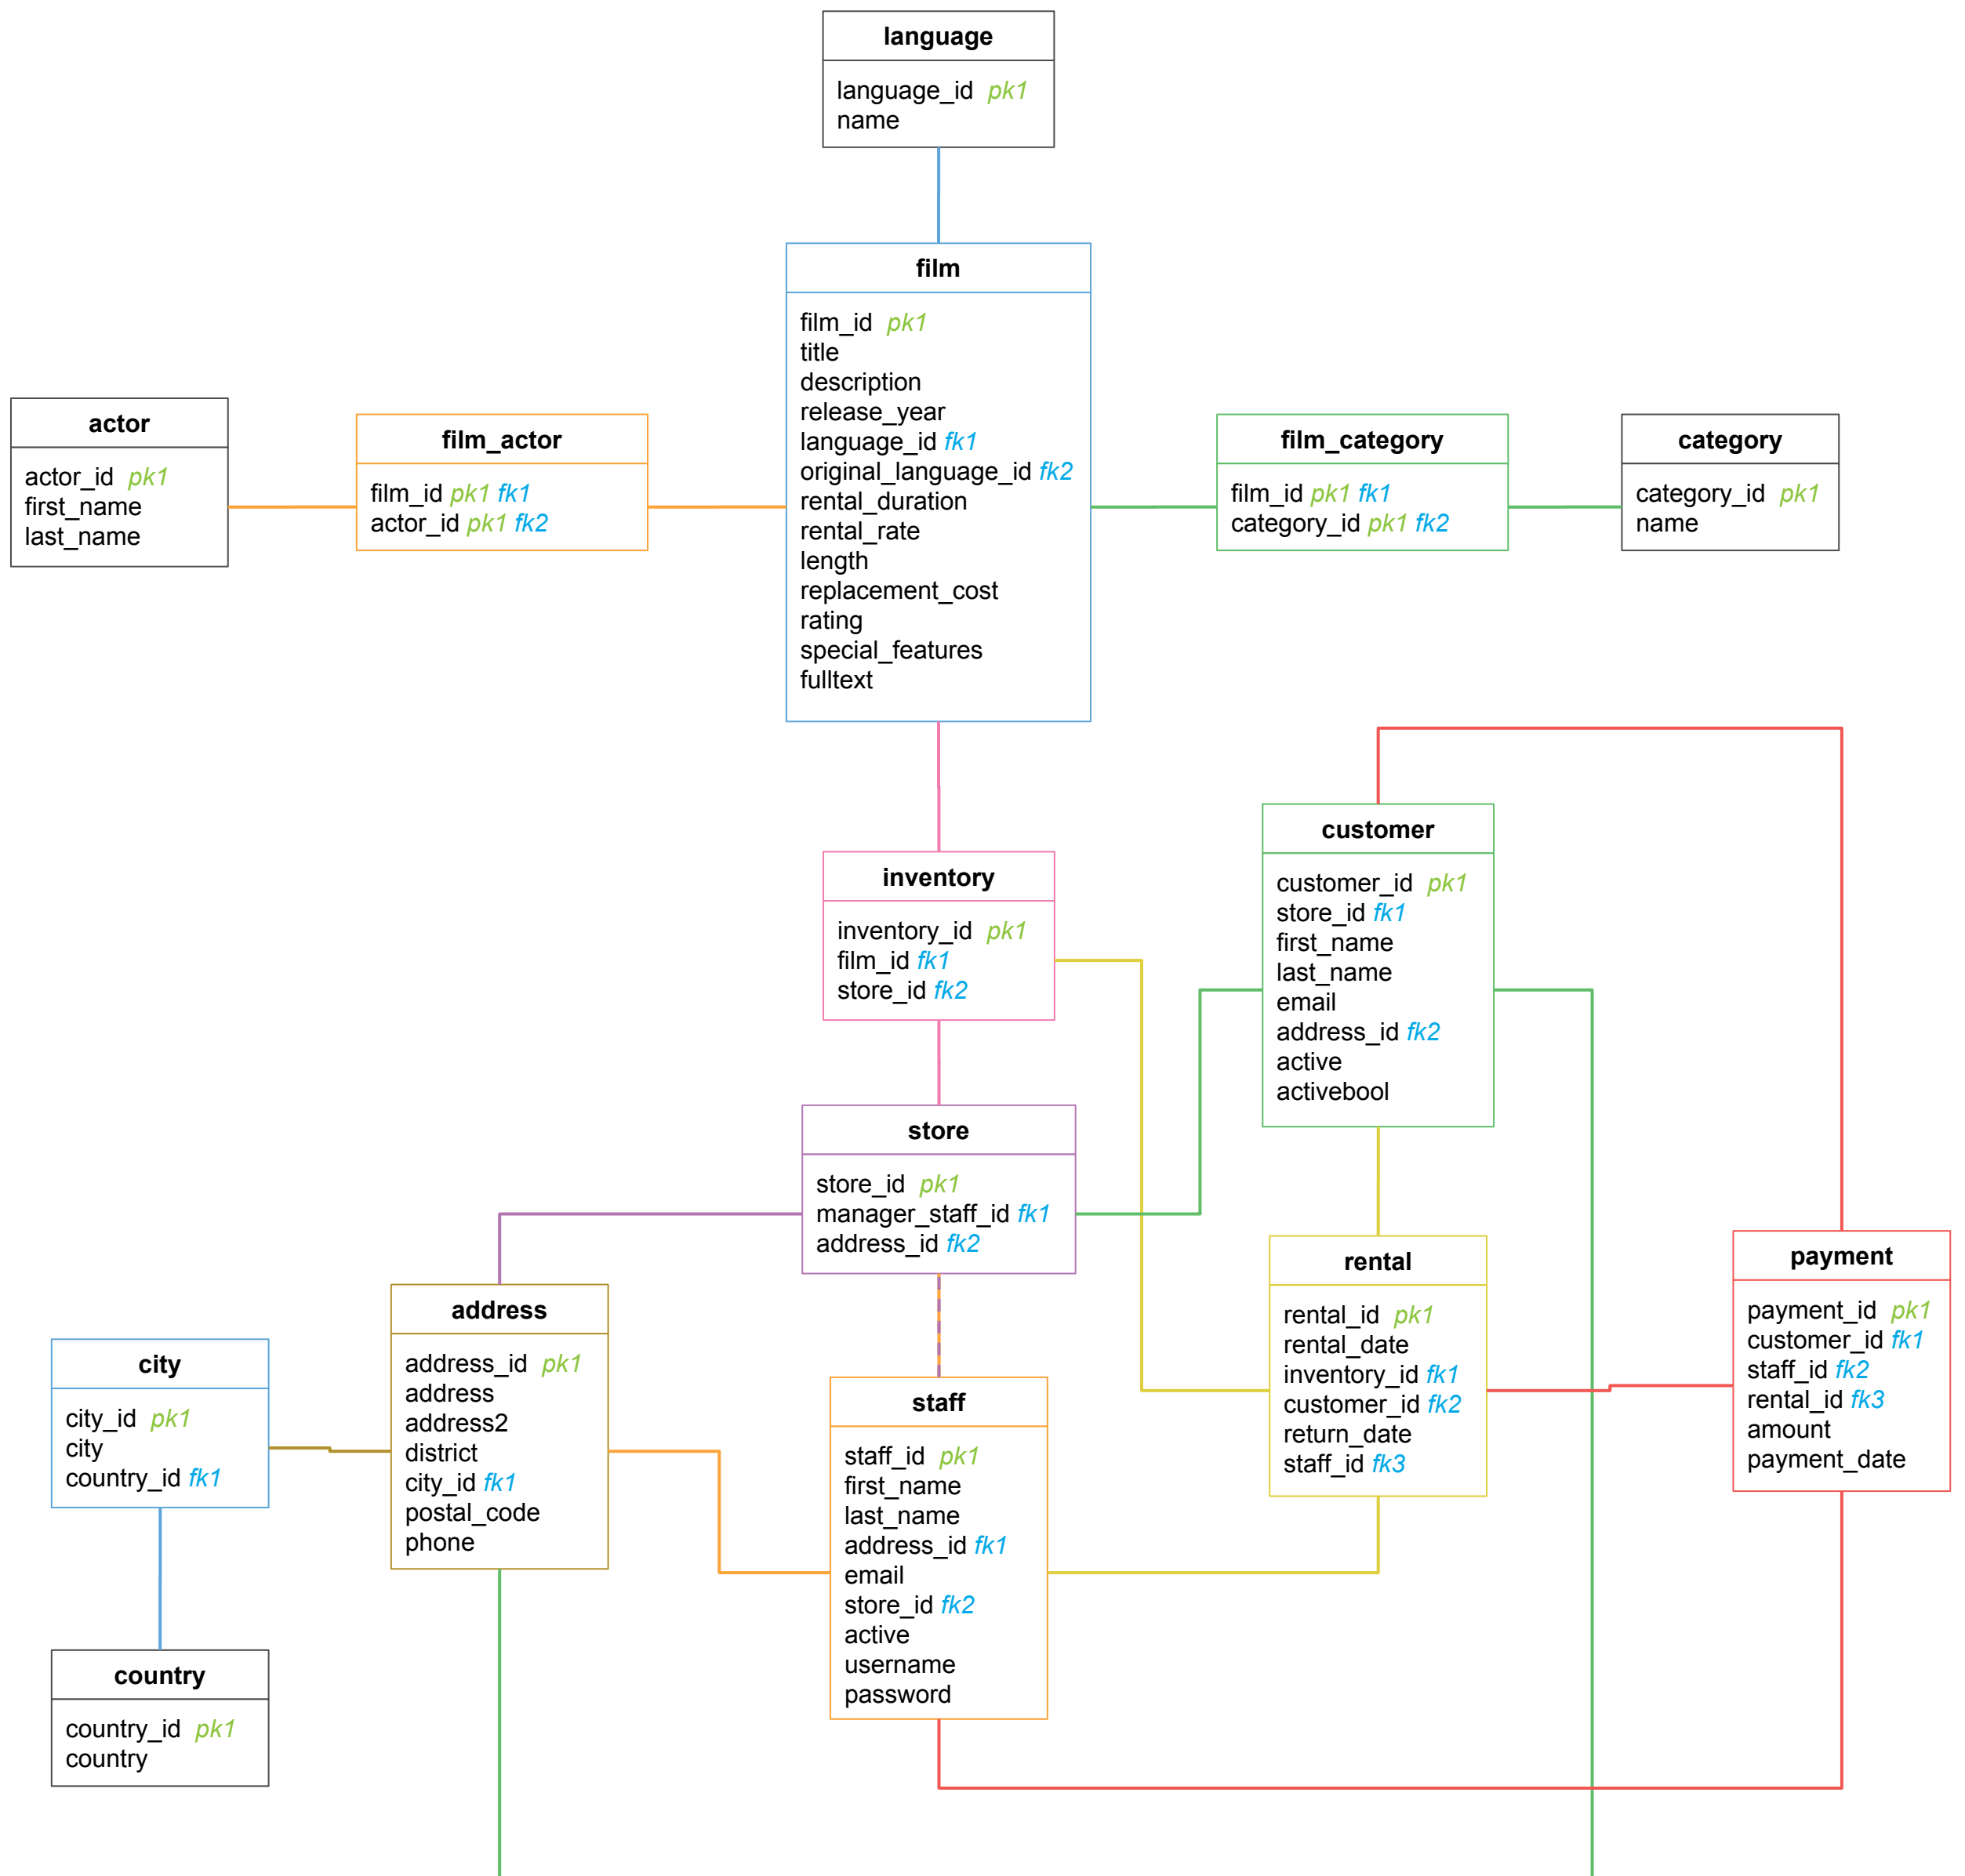 language
language_id pk1
name
film
film_id pk1
title
description
release_year
language_id fk1
original_language_id fk2
rental_duration
rental_rate
length
replacement_cost
rating
special_features
fulltext
actor
actor_id pk1
first_name
last_name
film_actor
film_id pk1 fk1
actor_id pk1 fk2
film_category
film_id pk1 fk1
category_id pk1 fk2
category
category_id pk1
name
inventory
inventory_id pk1
film_id fk1
store_id fk2
customer
customer_id pk1
store_id fk1
first_name
last_name
email
address_id fk2
active
activebool
store
store_id pk1
manager_staff_id fk1
address_id fk2
rental
rental_id pk1
rental_date
inventory_id fk1
customer_id fk2
return_date
staff_id fk3
payment
payment_id pk1
customer_id fk1
staff_id fk2
rental_id fk3
amount
payment_date
address
address_id pk1
address
address2
district
city_id fk1
postal_code
phone
city
city_id pk1
city
country_id fk1
staff
staff_id pk1
first_name
last_name
address_id fk1
email
store_id fk2
active
username
password
country
country_id pk1
country